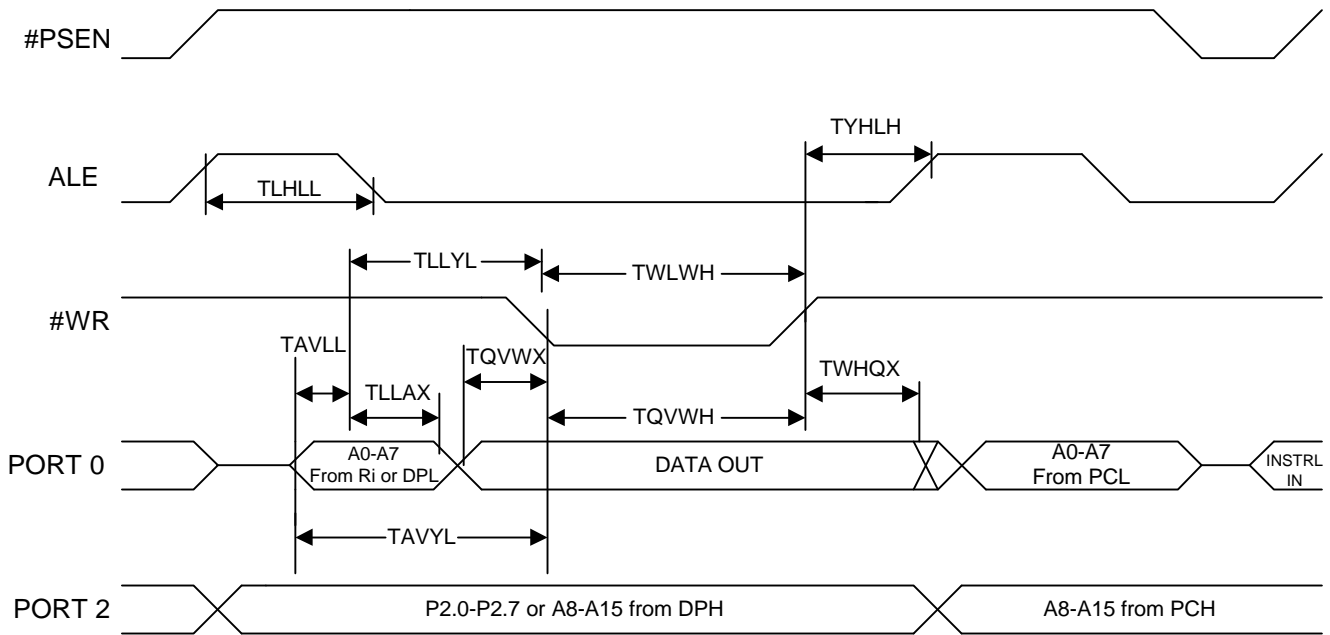 #PSEN
TYHLH
ALE
TLHLL
TLLYL
TWLWH
#WR
TAVLL
TQVWX
TWHQX
TLLAX
TQVWH
PORT 0
A0-A7
From Ri or DPL
DATA OUT
A0-A7
From PCL
INSTRL
IN
TAVYL
PORT 2
P2.0-P2.7 or A8-A15 from DPH
A8-A15 from PCH